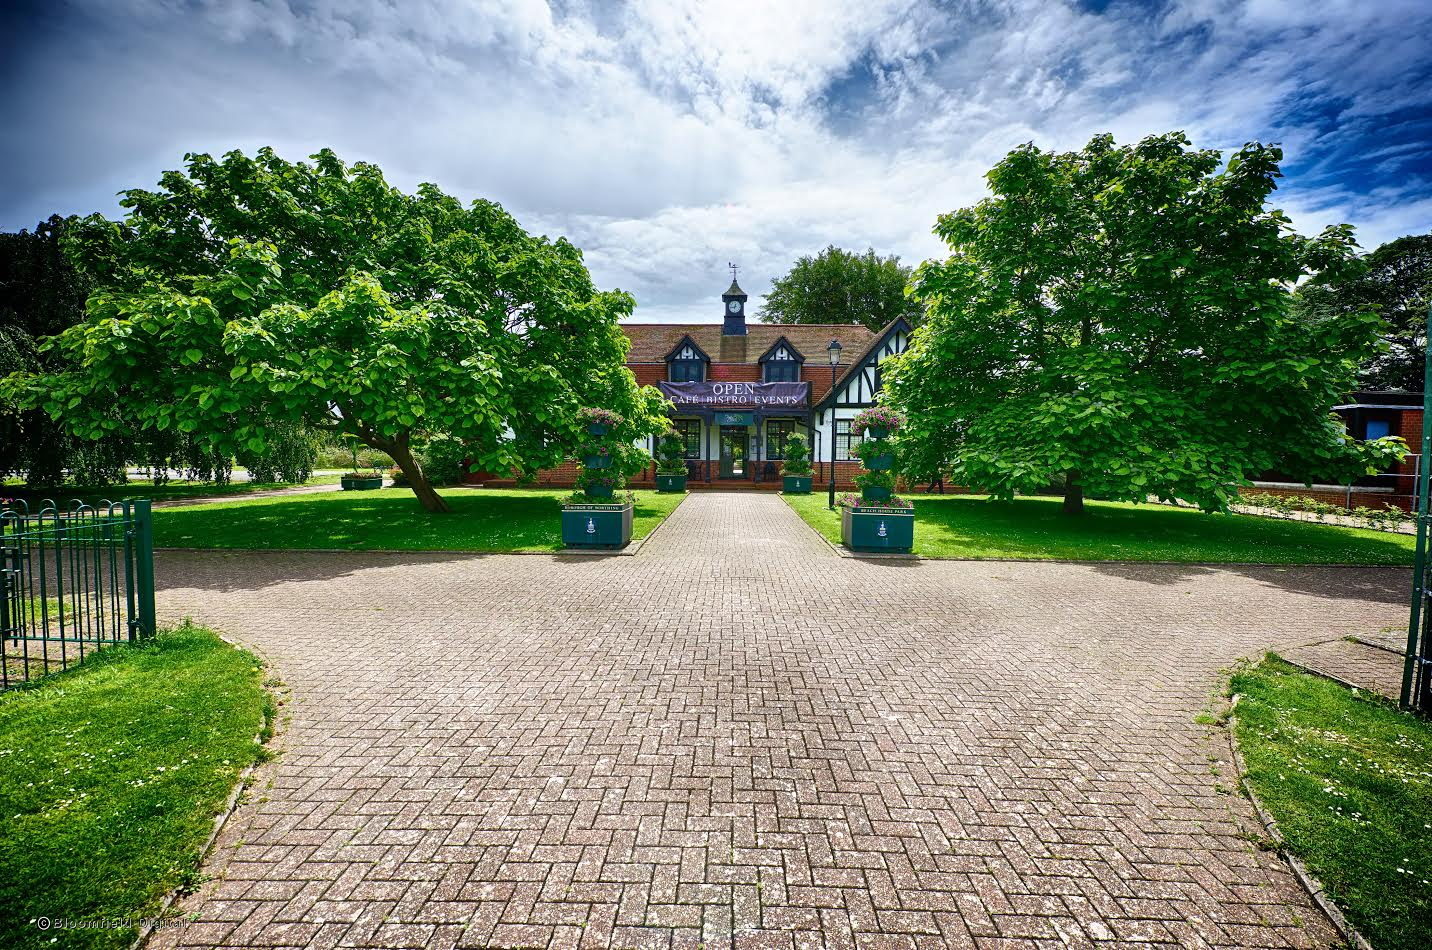 OPEN
CAFÉ | BISTRO | EVENTS
BOROUGH OF WORTHING
BEACH HOUSE PARK
© Bloomfield Digital